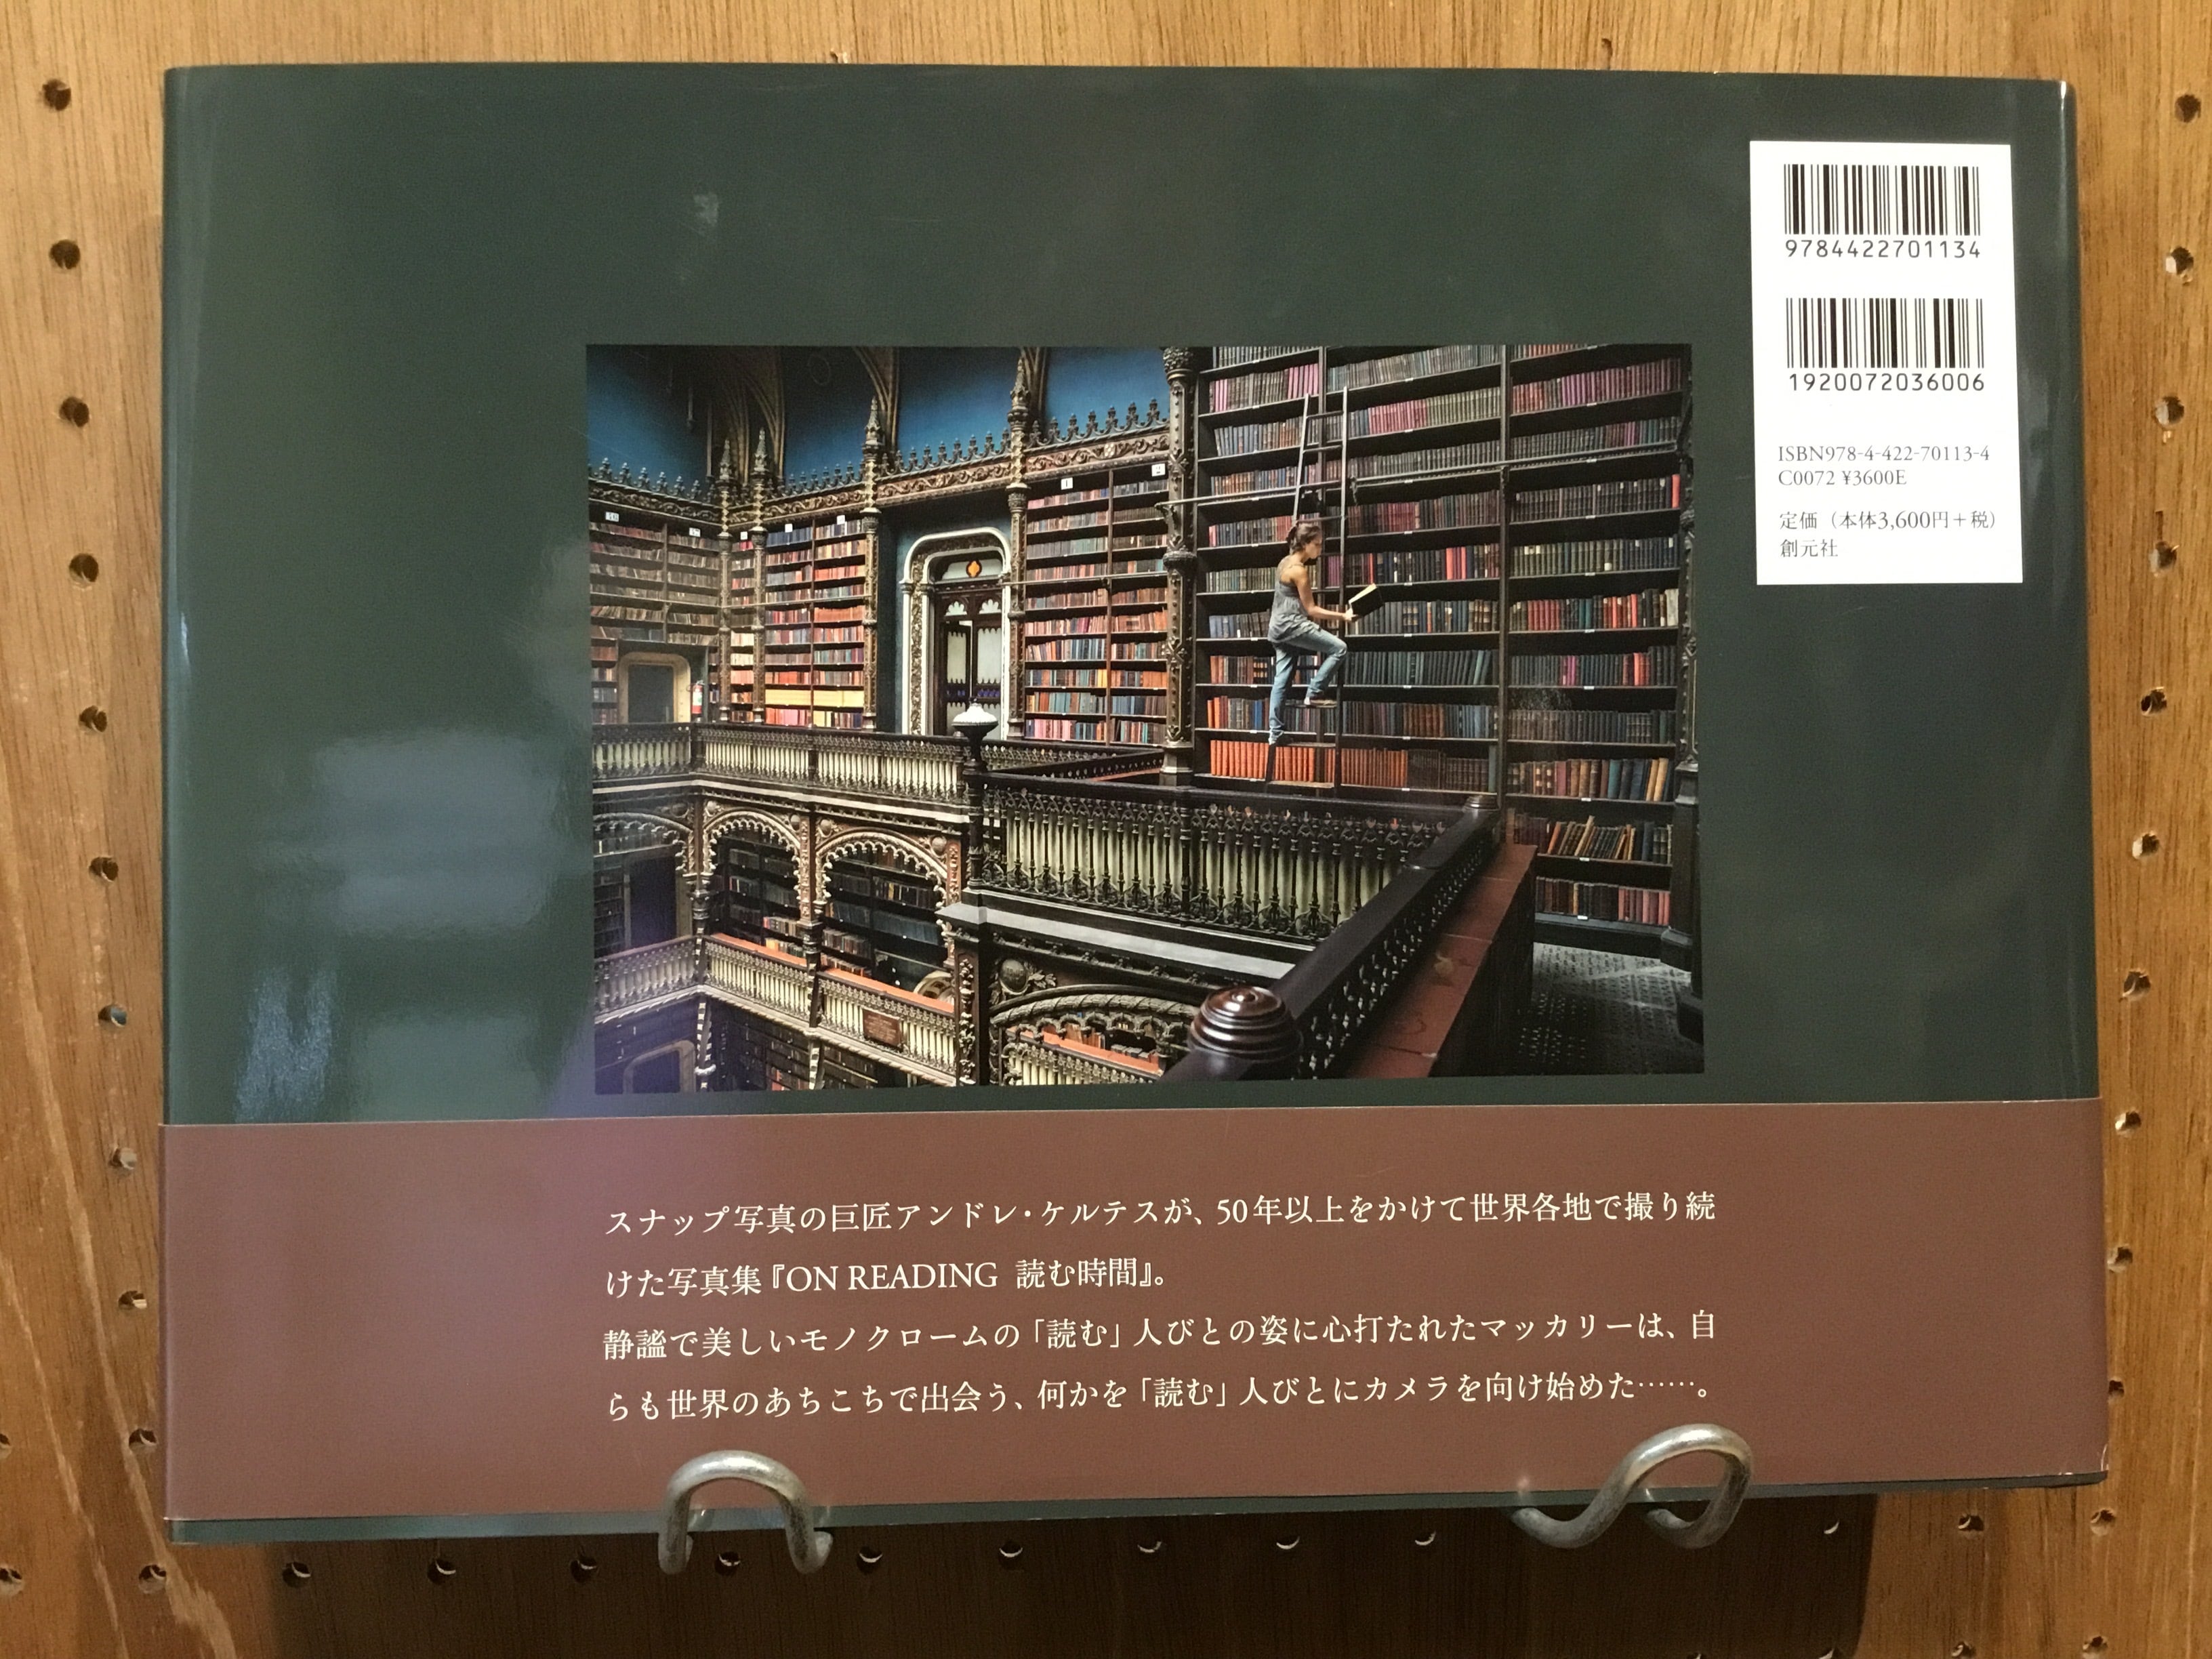 9784422701134
1920072036006
ISBN978-4-422-70113-4
C0072 ¥3600E
定価（本体3,600円＋税）
創元社
スナップ写真の巨匠アンドレ・ケルテスが、50年以上をかけて世界各地で撮り続
けた写真集『ON READING 読む時間』。
静謐で美しいモノクロームの「読む」人びとの姿に心打たれたマッカリーは、自
らも世界のあちこちで出会う、何かを「読む」人びとにカメラを向け始めた……。